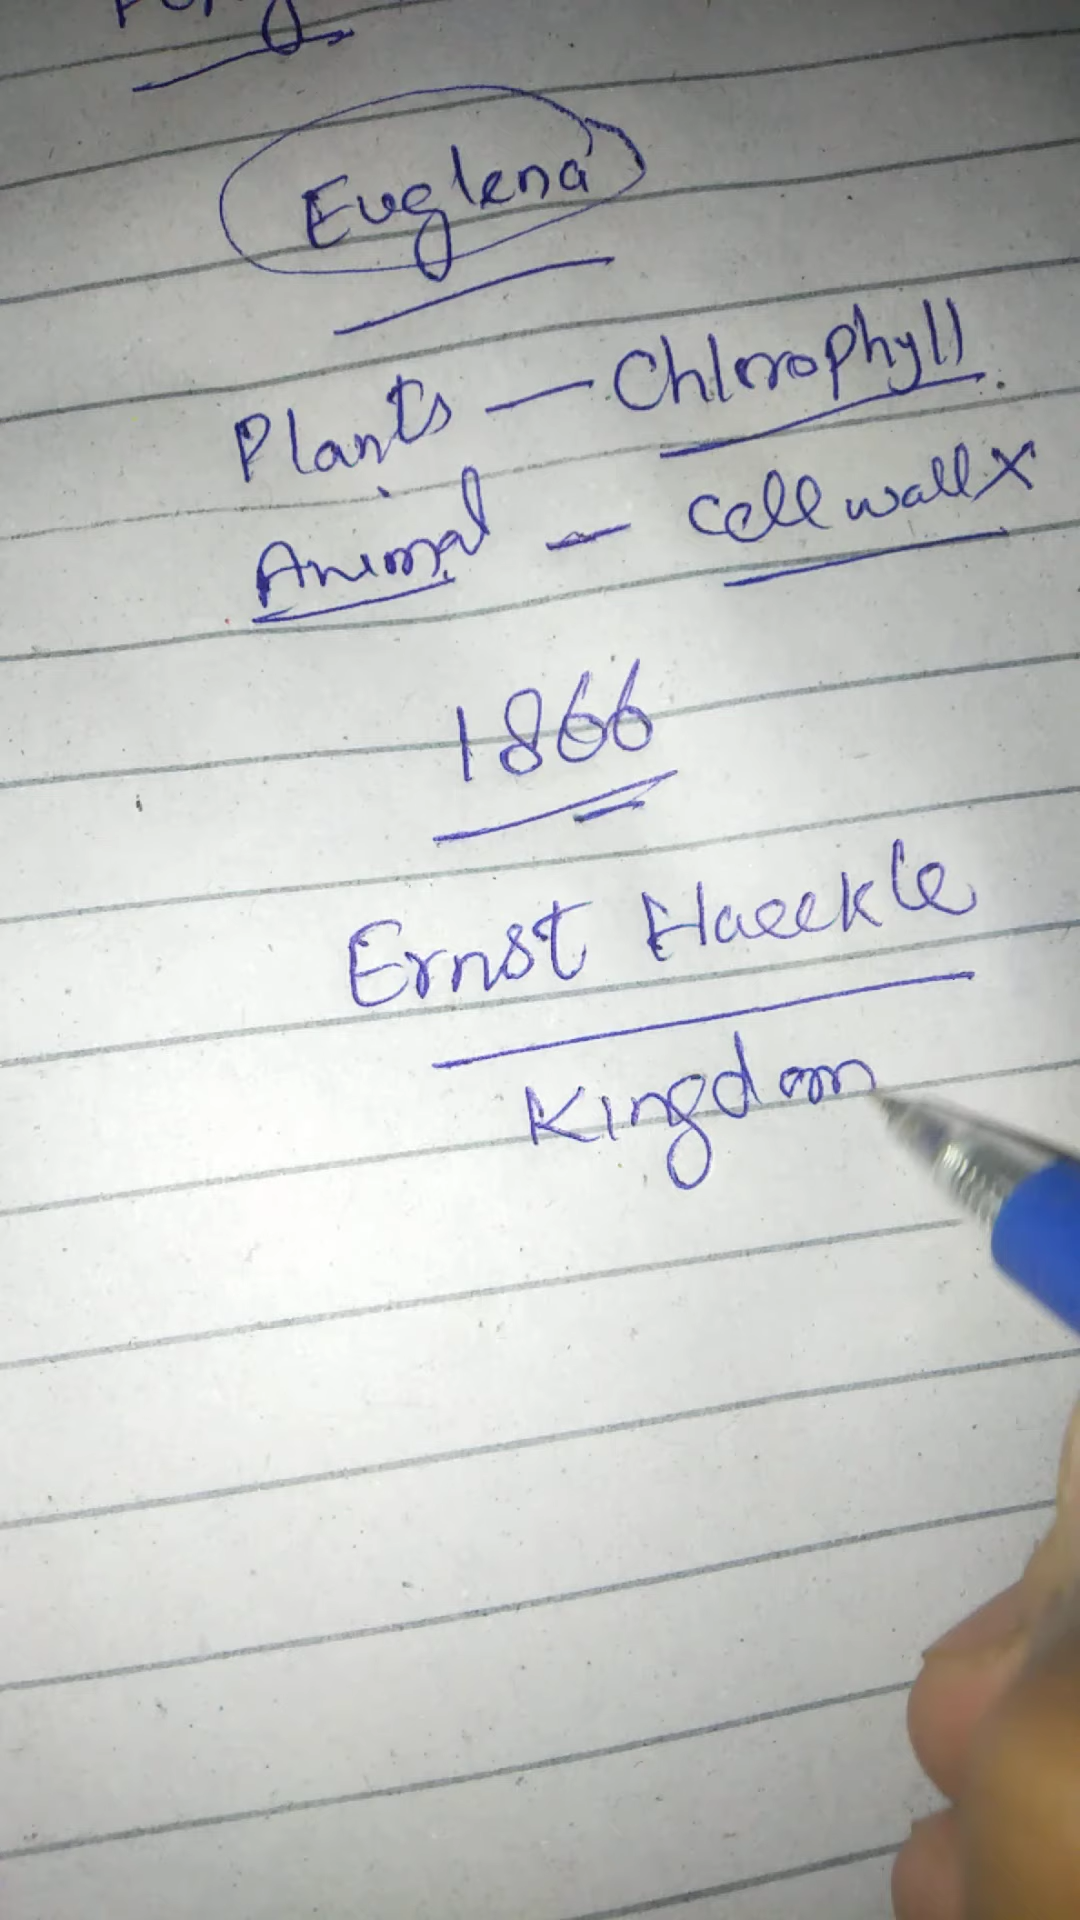 Euglena
Plants — Chlorophyll
Animal — Cell wall x
1866
Ernst Haeckle
Kingdom